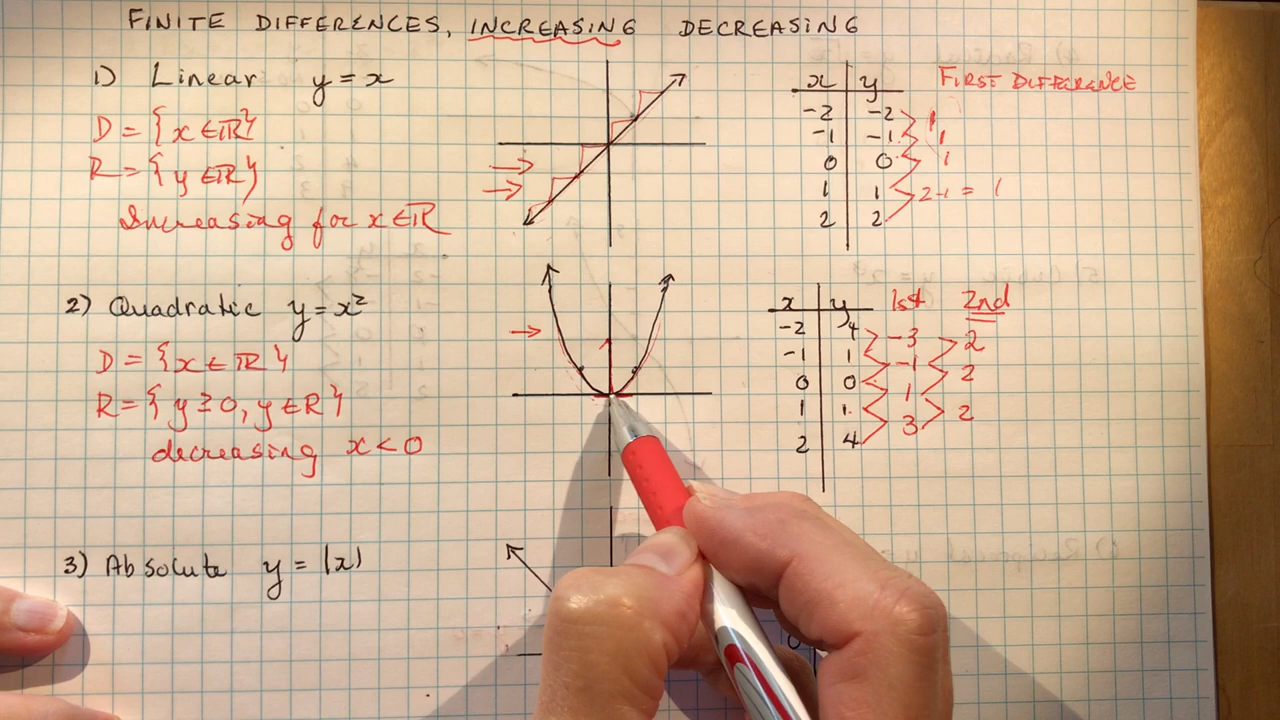 FINITE DIFFERENCES, INCREASING DECREASING
1) Linear y = x
D = {x ∈ ℝ}
R = {y ∈ ℝ}
Increasing for x ∈ ℝ
x y FIRST DIFFERENCE
-2 -2
1
-1 -1
1
0 0
1
1 1
2-1 = 1
2 2
2) Quadratic y = x²
D = {x ∈ ℝ}
R = {y ≥ 0, y ∈ R}
decreasing x < 0
x y 1st 2nd
-2 4
-3 2
-1 1
-1 2
0 0
1 2
1 1
3
2 4
3) Absolute y = |x|
0